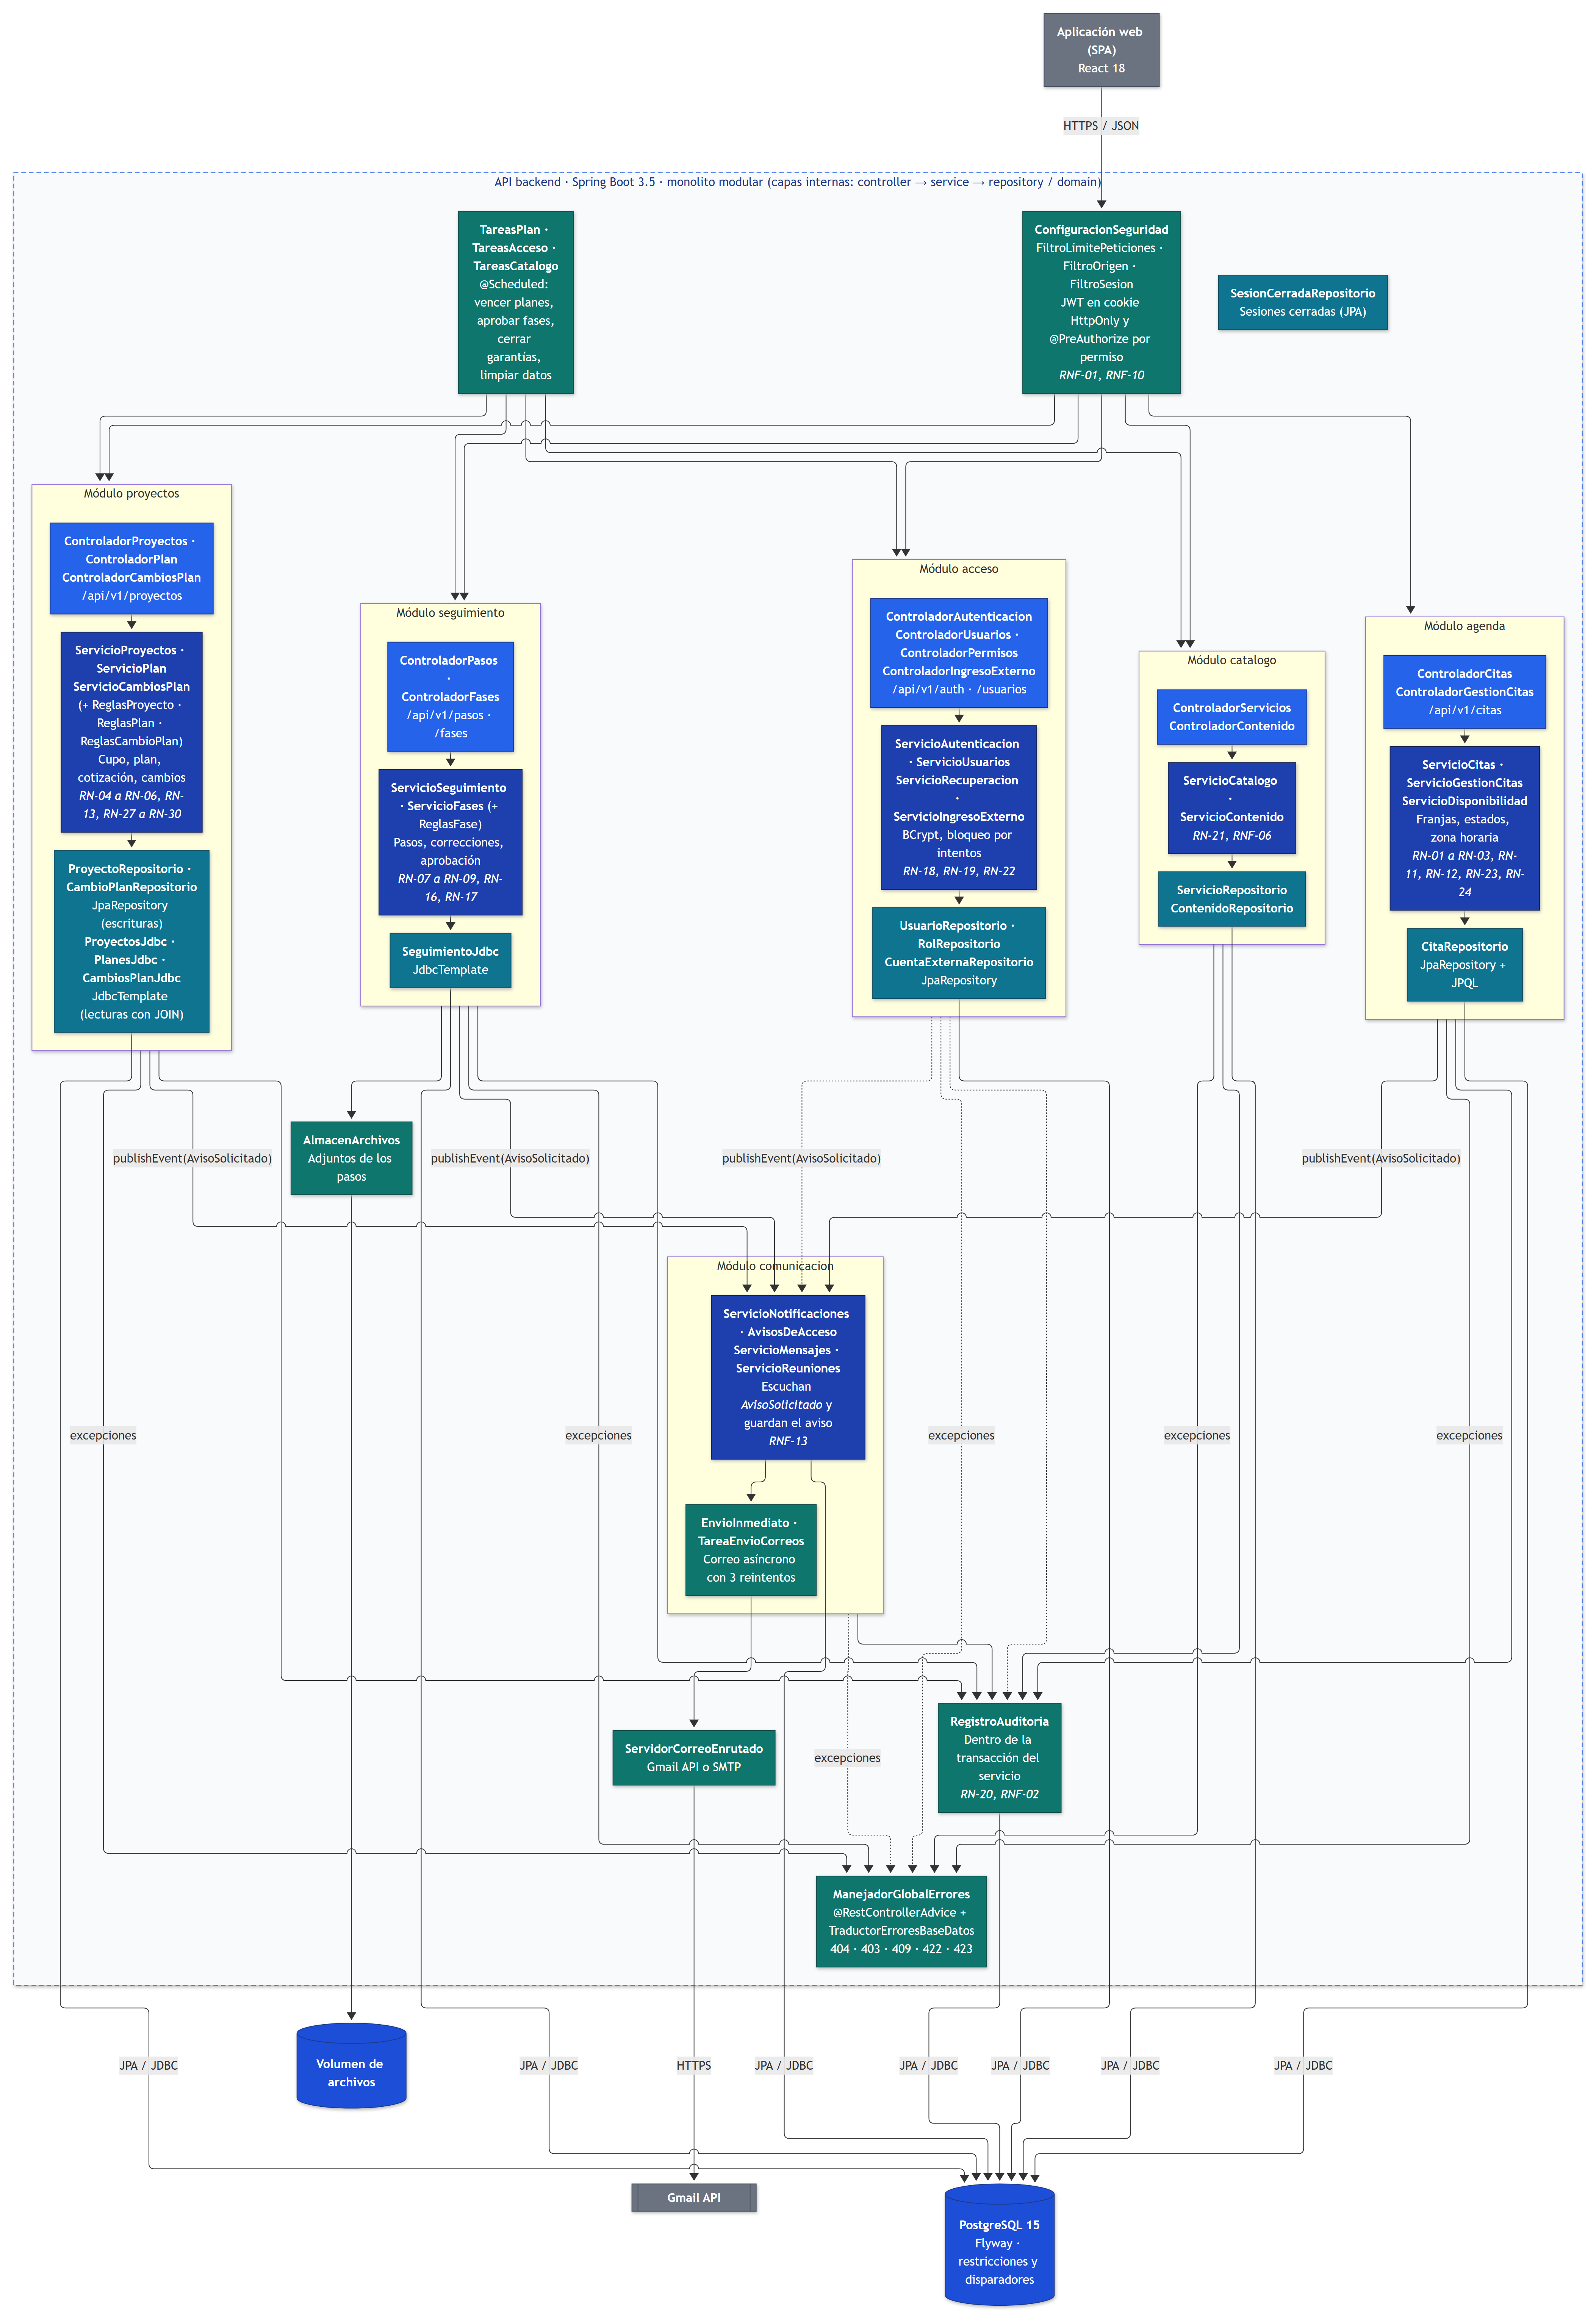 Aplicación web
(SPA)
React 18
HTTPS / JSON
API backend · Spring Boot 3.5 · monolito modular (capas internas: controller → service → repository / domain)
TareasPlan ·
TareasAcceso ·
TareasCatalogo
@Scheduled:
vencer planes,
aprobar fases,
cerrar
garantías,
limpiar datos
ConfiguracionSeguridad
FiltroLimitePeticiones ·
FiltroOrigen ·
FiltroSesion
JWT en cookie
HttpOnly y
@PreAuthorize por
permiso
RNF-01, RNF-10
SesionCerradaRepositorio
Sesiones cerradas (JPA)
Módulo proyectos
ControladorProyectos ·
ControladorPlan
ControladorCambiosPlan
/api/v1/proyectos
ServicioProyectos ·
ServicioPlan
ServicioCambiosPlan
(+ ReglasProyecto ·
ReglasPlan ·
ReglasCambioPlan)
Cupo, plan,
cotización, cambios
RN-04 a RN-06, RN-
13, RN-27 a RN-30
ProyectoRepositorio ·
CambioPlanRepositorio
JpaRepository
(escrituras)
ProyectosJdbc ·
PlanesJdbc ·
CambiosPlanJdbc
JdbcTemplate
(lecturas con JOIN)
Módulo seguimiento
ControladorPasos
·
ControladorFases
/api/v1/pasos ·
/fases
ServicioSeguimiento
· ServicioFases (+
ReglasFase)
Pasos, correcciones,
aprobación
RN-07 a RN-09, RN-
16, RN-17
SeguimientoJdbc
JdbcTemplate
Módulo acceso
ControladorAutenticacion
ControladorUsuarios ·
ControladorPermisos
ControladorIngresoExterno
/api/v1/auth · /usuarios
ServicioAutenticacion
· ServicioUsuarios
ServicioRecuperacion
·
ServicioIngresoExterno
BCrypt, bloqueo por
intentos
RN-18, RN-19, RN-22
UsuarioRepositorio ·
RolRepositorio
CuentaExternaRepositorio
JpaRepository
Módulo catalogo
ControladorServicios
ControladorContenido
ServicioCatalogo
·
ServicioContenido
RN-21, RNF-06
ServicioRepositorio
ContenidoRepositorio
Módulo agenda
ControladorCitas
ControladorGestionCitas
/api/v1/citas
ServicioCitas ·
ServicioGestionCitas
ServicioDisponibilidad
Franjas, estados,
zona horaria
RN-01 a RN-03, RN-
11, RN-12, RN-23, RN-
24
CitaRepositorio
JpaRepository +
JPQL
publishEvent(AvisoSolicitado)
AlmacenArchivos
Adjuntos de los
pasos
publishEvent(AvisoSolicitado)
publishEvent(AvisoSolicitado)
publishEvent(AvisoSolicitado)
Módulo comunicacion
ServicioNotificaciones
· AvisosDeAcceso
ServicioMensajes ·
ServicioReuniones
Escuchan
AvisoSolicitado y
guardan el aviso
RNF-13
excepciones
excepciones
excepciones
excepciones
excepciones
EnvioInmediato ·
TareaEnvioCorreos
Correo asíncrono
con 3 reintentos
ServidorCorreoEnrutado
Gmail API o SMTP
excepciones
RegistroAuditoria
Dentro de la
transacción del
servicio
RN-20, RNF-02
ManejadorGlobalErrores
@RestControllerAdvice +
TraductorErroresBaseDatos
404 · 403 · 409 · 422 · 423
JPA / JDBC
Volumen de
archivos
JPA / JDBC
HTTPS
JPA / JDBC
JPA / JDBC
JPA / JDBC
JPA / JDBC
JPA / JDBC
Gmail API
PostgreSQL 15
Flyway ·
restricciones y
disparadores